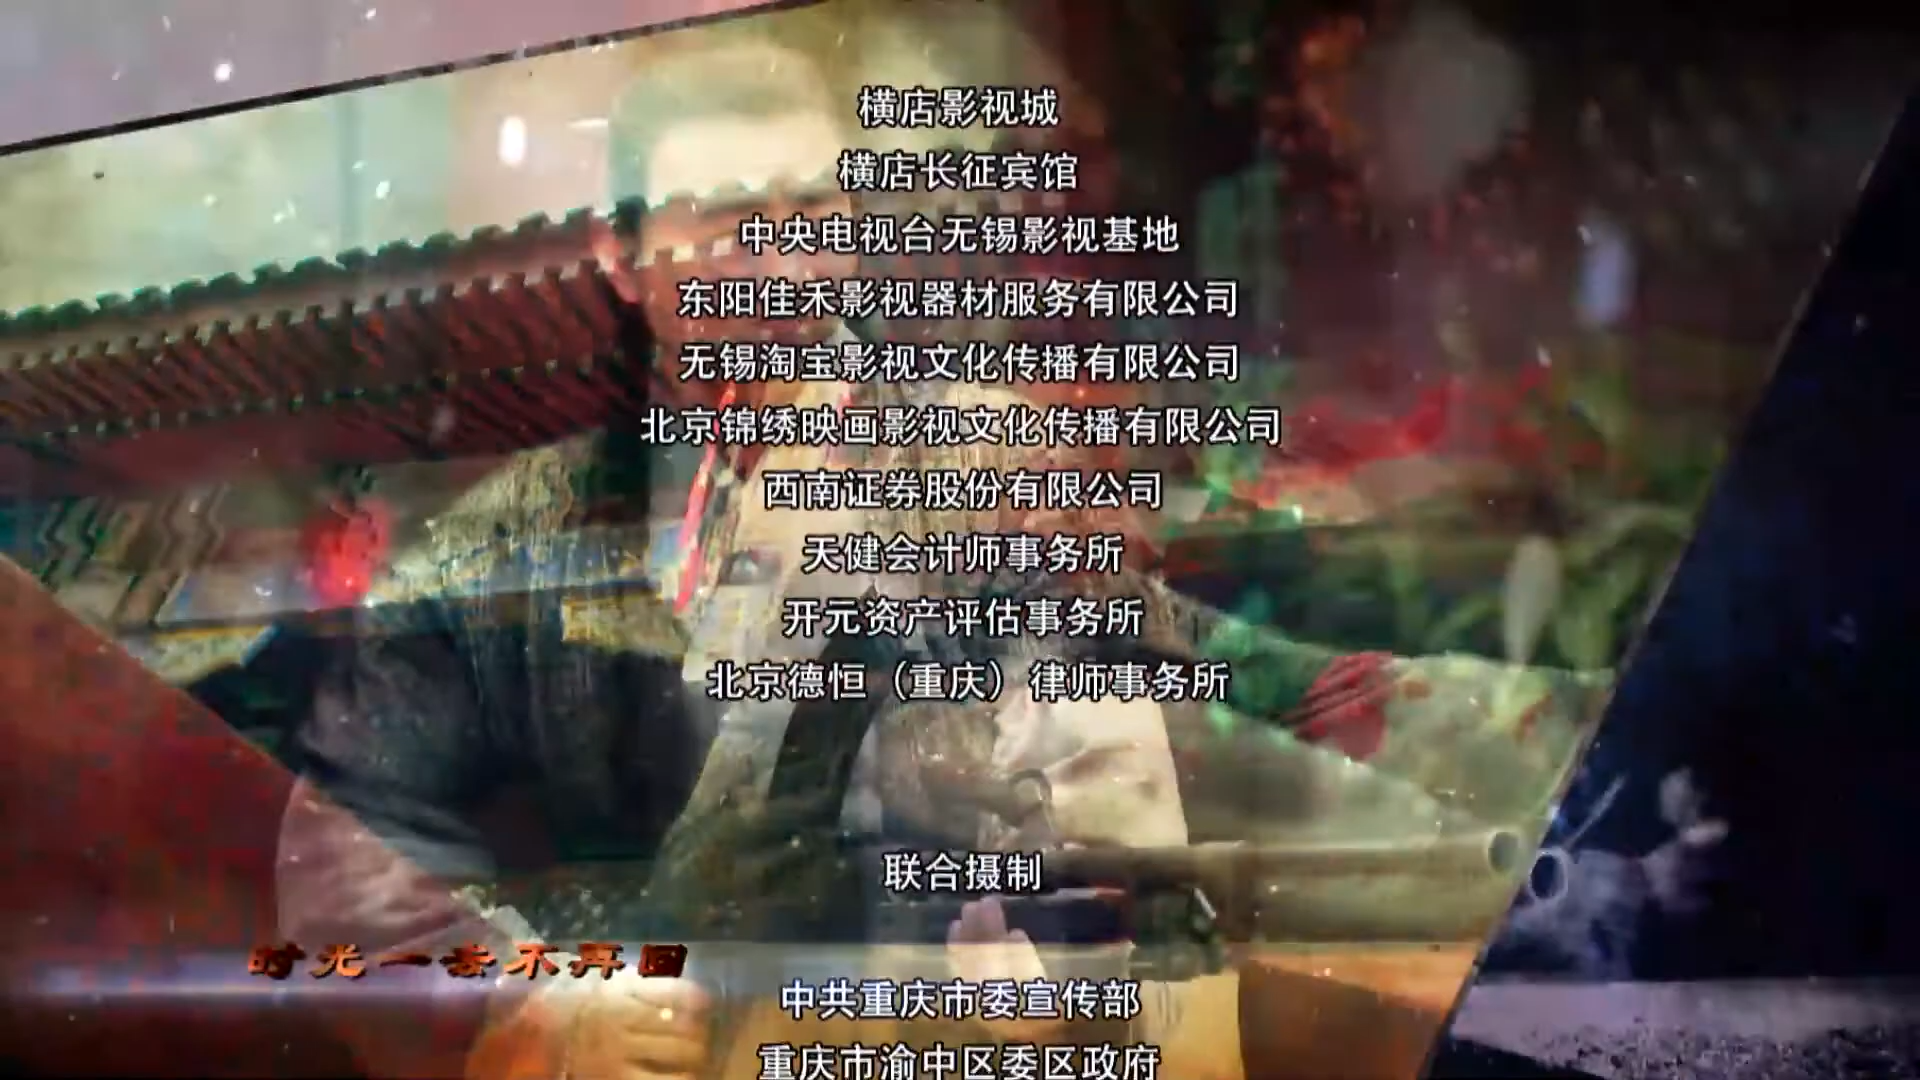 横店影视城
横店长征宾馆
中央电视台无锡影视基地
东阳佳禾影视器材服务有限公司
无锡淘宝影视文化传播有限公司
北京锦绣映画影视文化传播有限公司
西南证券股份有限公司
天健会计师事务所
开元资产评估事务所
北京德恒（重庆）律师事务所
联合摄制
时光一去不再回
中共重庆市委宣传部
重庆市渝中区委区政府